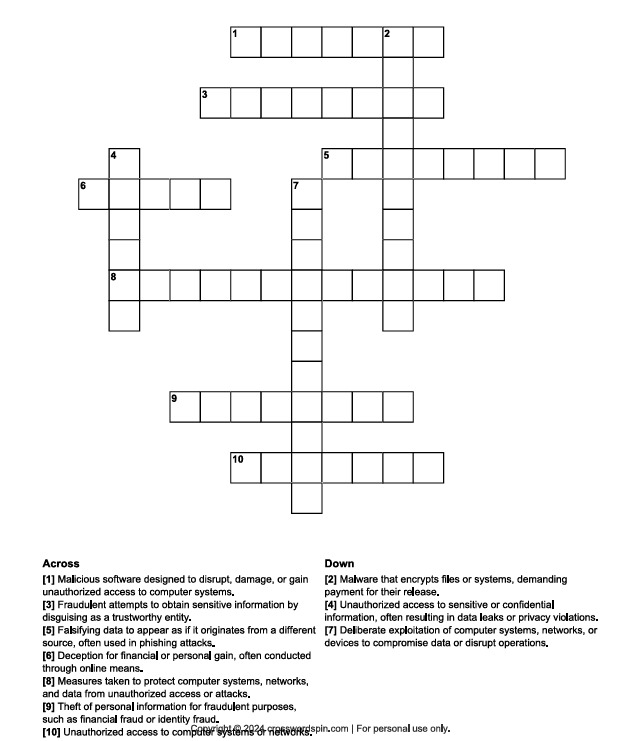 1
2
3
4
5
6
7
8
9
10
Across
[1] Malicious software designed to disrupt, damage, or gain
unauthorized access to computer systems.
[3] Fraudulent attempts to obtain sensitive information by
disguising as a trustworthy entity.
[5] Falsifying data to appear as if it originates from a different
source, often used in phishing attacks.
[6] Deception for financial or personal gain, often conducted
through online means.
[8] Measures taken to protect computer systems, networks,
and data from unauthorized access or attacks.
[9] Theft of personal information for fraudulent purposes,
such as financial fraud or identity fraud.
[10] Unauthorized access to computer systems or networks.
Down
[2] Malware that encrypts files or systems, demanding
payment for their release.
[4] Unauthorized access to sensitive or confidential
information, often resulting in data leaks or privacy violations.
[7] Deliberate exploitation of computer systems, networks, or
devices to compromise data or disrupt operations.
Copyright © 2024 crosswordspin.com | For personal use only.